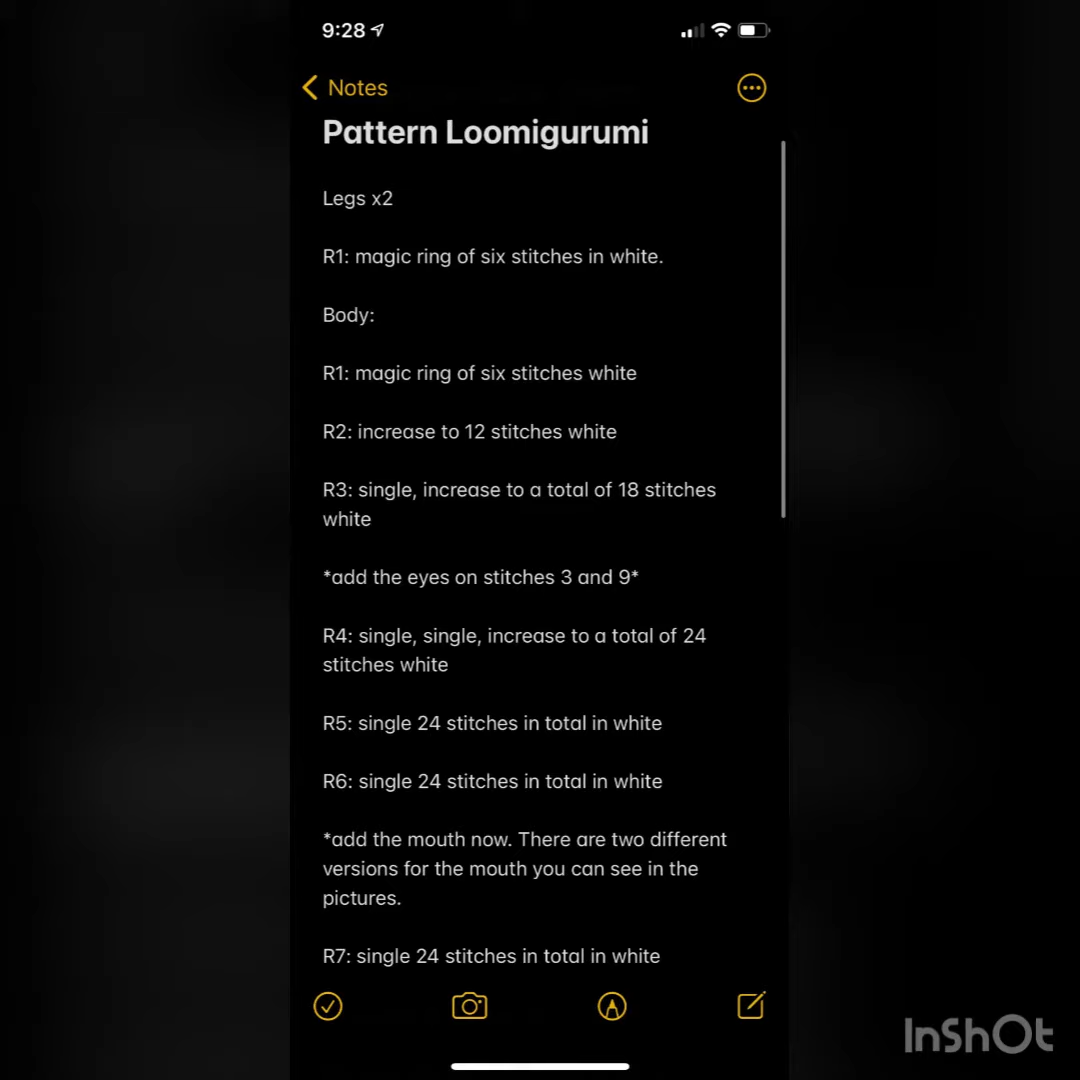 9:28
Notes
Pattern Loomigurumi
Legs x2
R1: magic ring of six stitches in white.
Body:
R1: magic ring of six stitches white
R2: increase to 12 stitches white
R3: single, increase to a total of 18 stitches
white
*add the eyes on stitches 3 and 9*
R4: single, single, increase to a total of 24
stitches white
R5: single 24 stitches in total in white
R6: single 24 stitches in total in white
*add the mouth now. There are two different
versions for the mouth you can see in the
pictures.
R7: single 24 stitches in total in white
InShOt